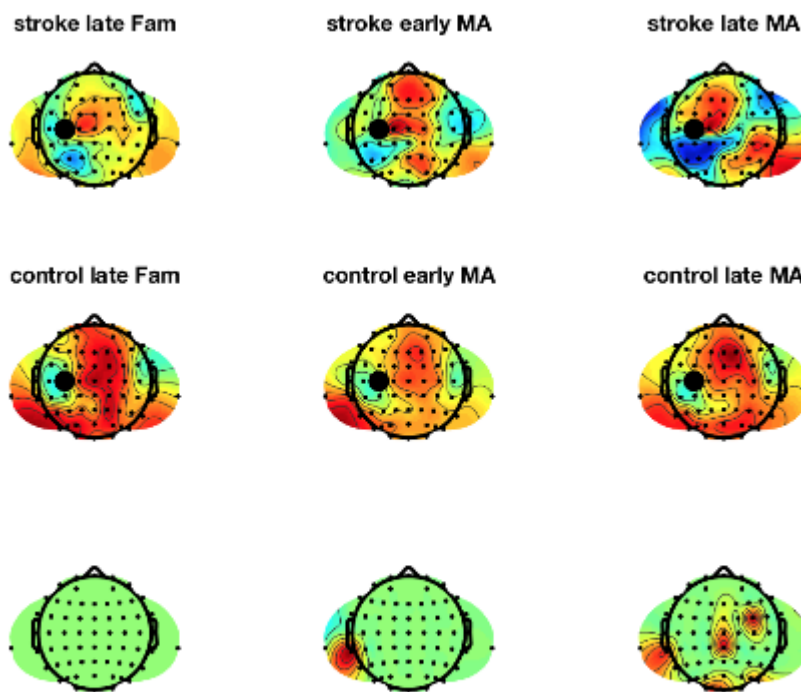 stroke late Fam
stroke early MA
stroke late MA
control late Fam
control early MA
control late MA